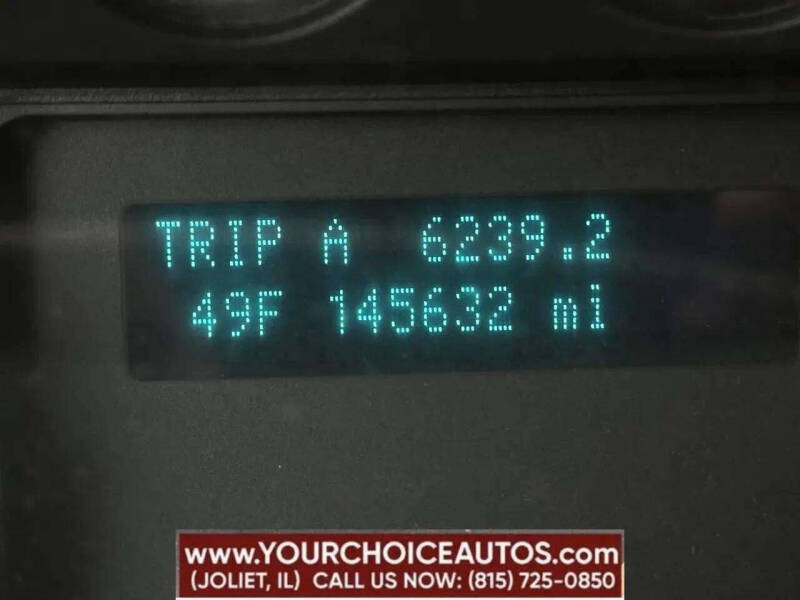 TRIP A 6239.2
49F 145632 mi
www.YOURCHOICEAUTOS.com
(JOLIET, IL) CALL US NOW: (815) 725-0850